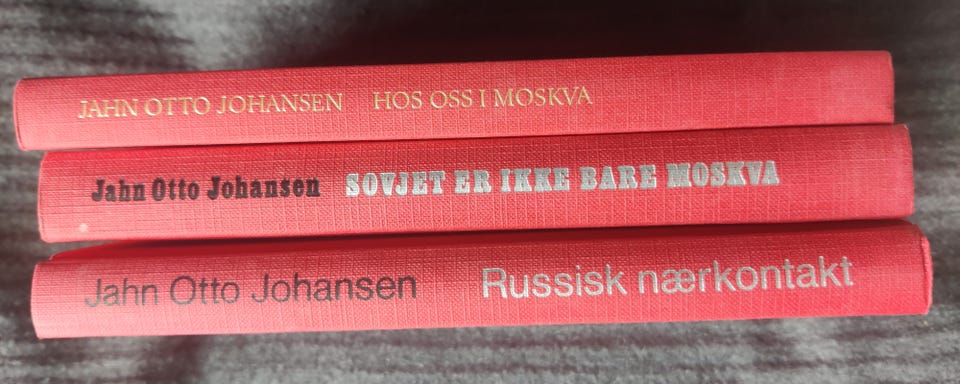 JAHN OTTO JOHANSEN HOS OSS I MOSKVA
Jahn Otto Johansen SOVJET ER IKKE BARE MOSKVA
Jahn Otto Johansen Russisk nærkontakt